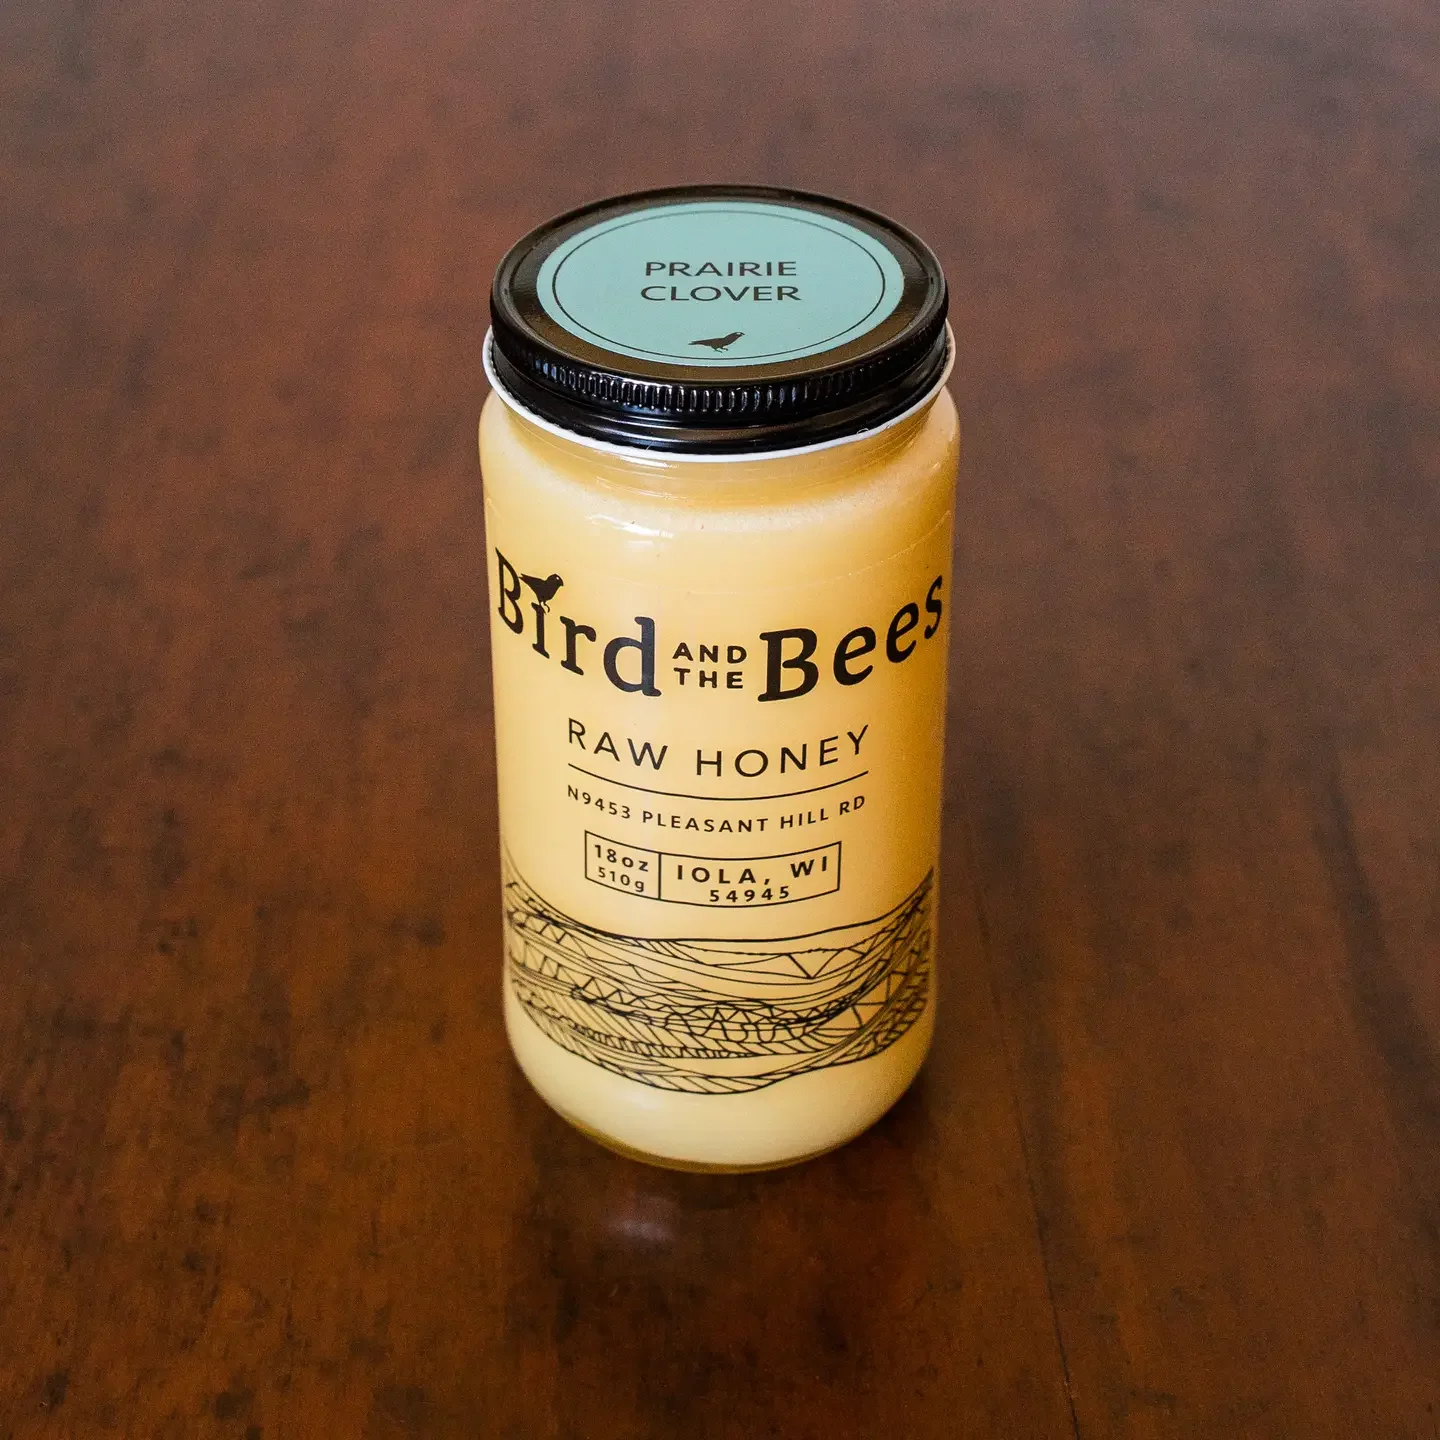 PRAIRIE
CLOVER
Bird AND THE Bees
RAW HONEY
N9453 PLEASANT HILL RD
18oz
510g
IOLA, WI
54945